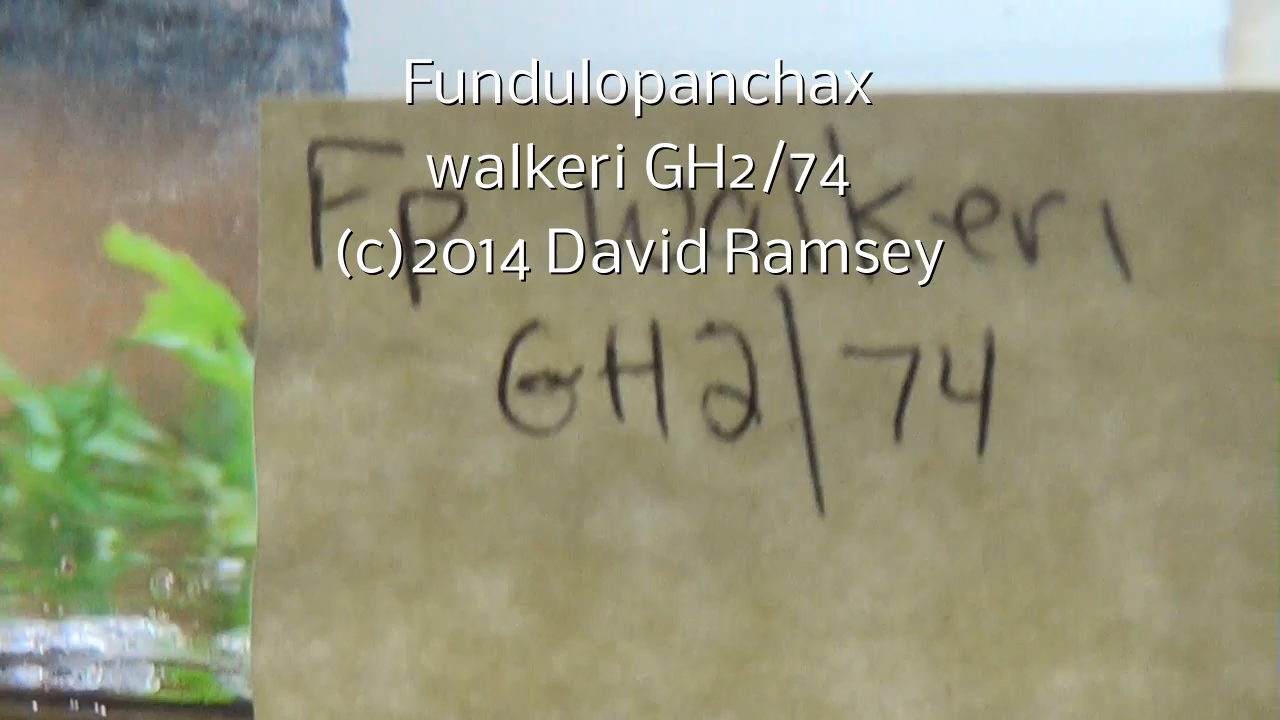 Fundulopanchax
walkeri GH2/74
(c)2014 David Ramsey
Fp walkeri
GH2/74